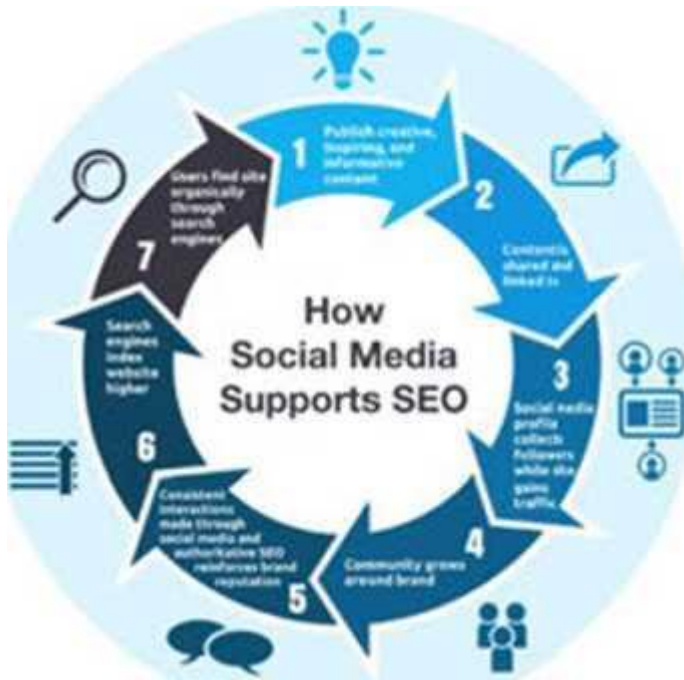 How
Social Media
Supports SEO
1
Publish creative,
inspiring, and
informative
content
2
Content is
shared and
linked to
3
Social media
profile
collects
followers
while site
gains
traffic
4
Community grows
around brand
5
Consistent
interactions
made through
social media and
authoritative SEO
reinforces brand
reputation
6
Search
engines
index
website
higher
7
Users find site
organically
through
search
engines